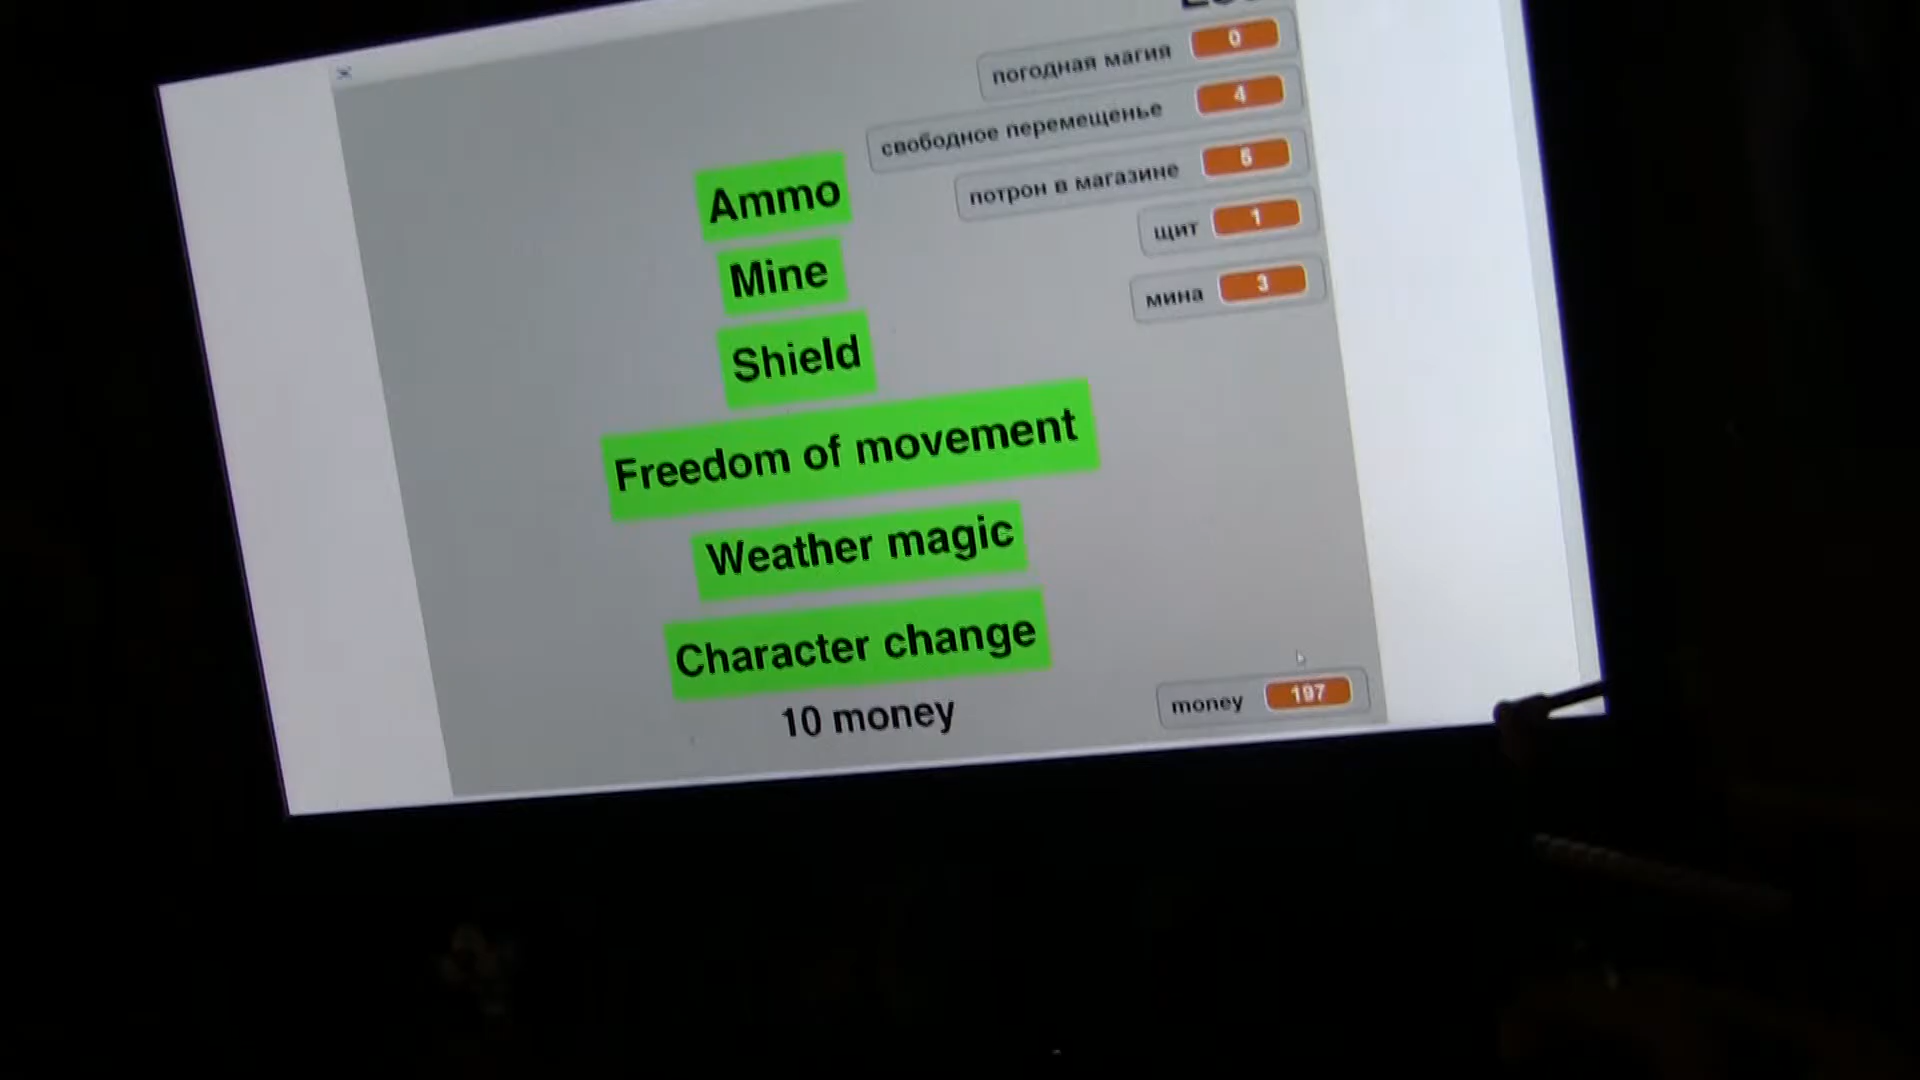 погодная магия 0
свободное перемещенье 4
потрон в магазине 6
щит 1
мина 3
Ammo
Mine
Shield
Freedom of movement
Weather magic
Character change
10 money
money 197